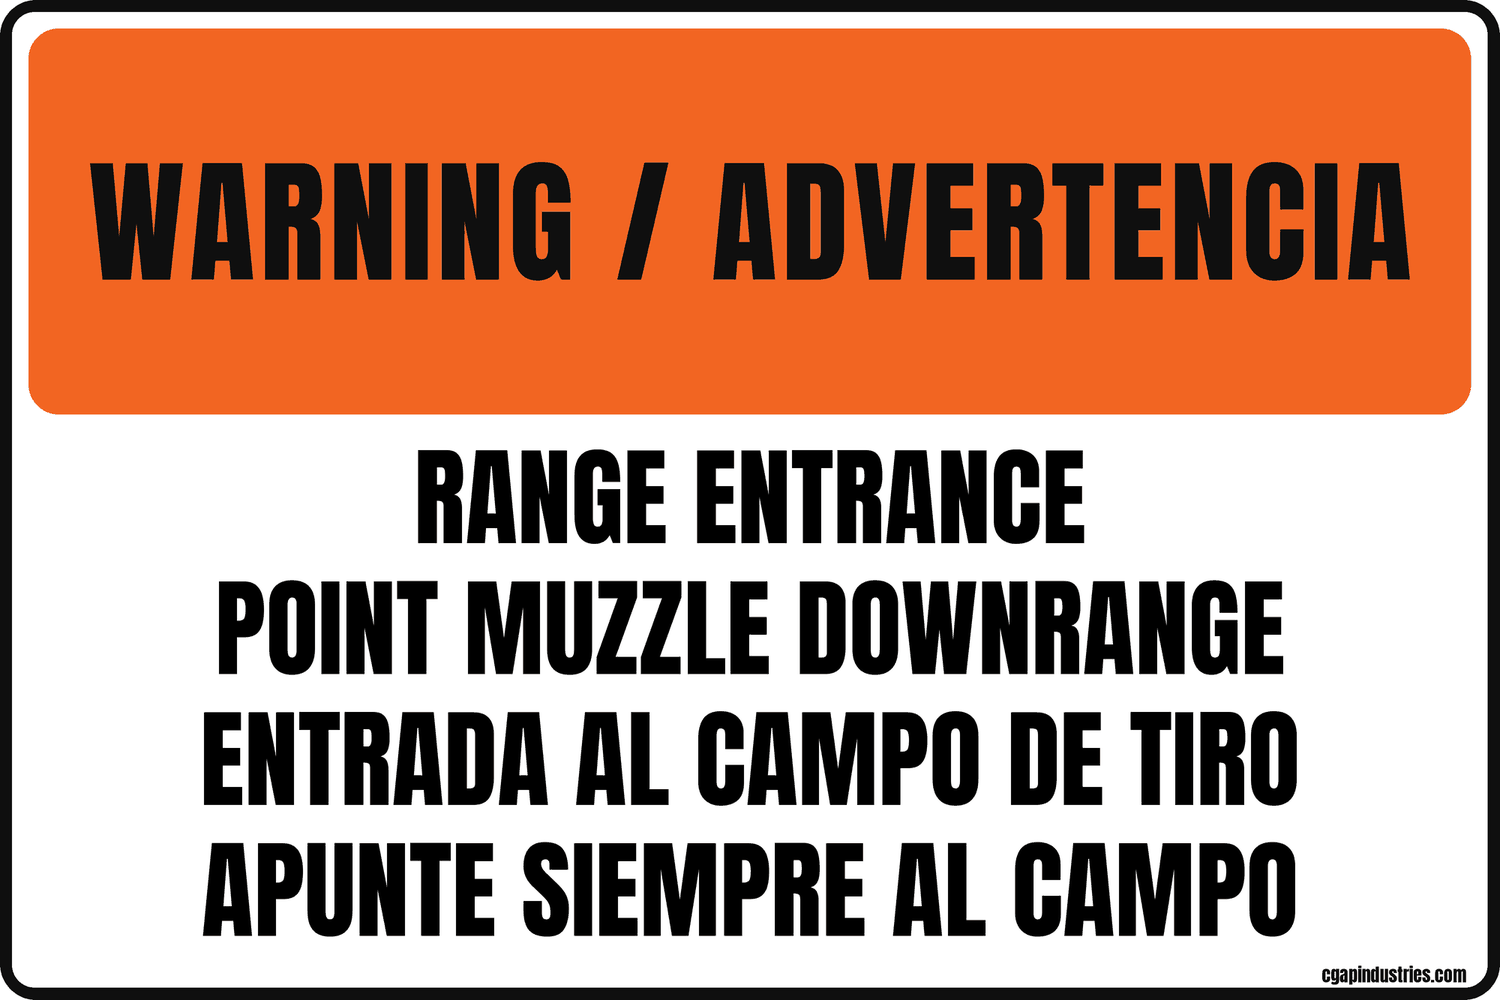 WARNING / ADVERTENCIA
RANGE ENTRANCE
POINT MUZZLE DOWNRANGE
ENTRADA AL CAMPO DE TIRO
APUNTE SIEMPRE AL CAMPO
cgapindustries.com